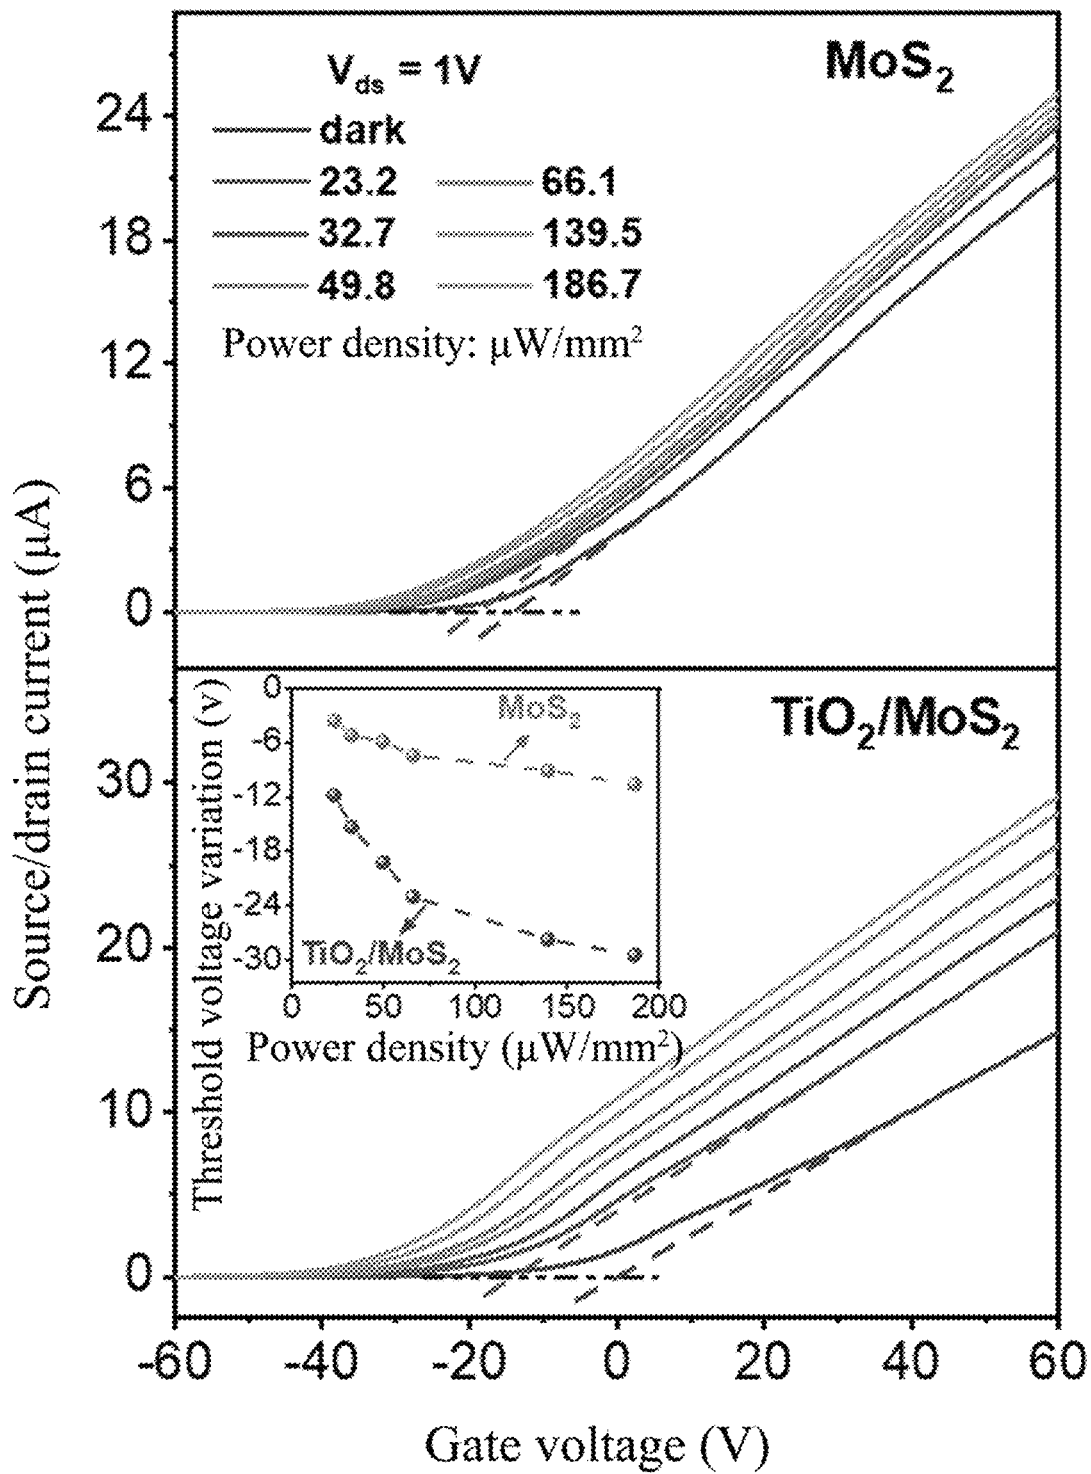 MoS₂
V_ds = 1V
dark
23.2 66.1
32.7 139.5
49.8 186.7
Power density: μW/mm²
24
18
12
6
0
Source/drain current (μA)
TiO₂/MoS₂
30
20
10
0
Threshold voltage variation (v)
0
-6
-12
-18
-24
-30
MoS₂
TiO₂/MoS₂
0 50 100 150 200
Power density (μW/mm²)
-60 -40 -20 0 20 40 60
Gate voltage (V)